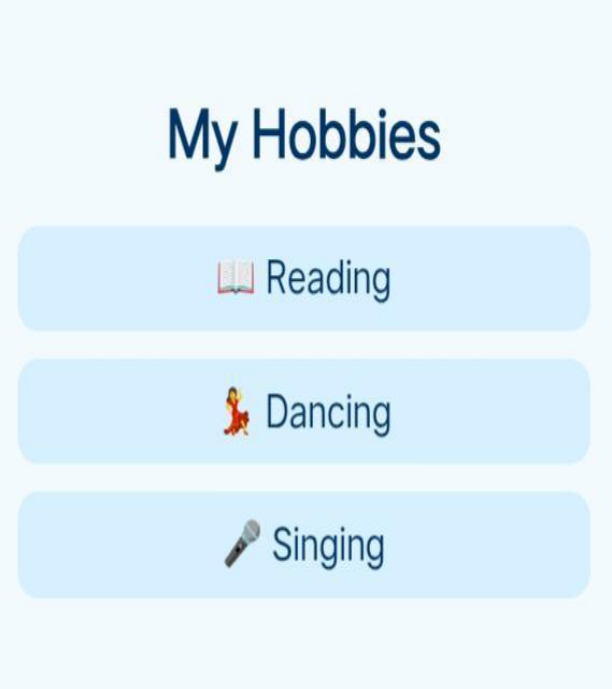 My Hobbies
📖 Reading
💃 Dancing
🎤 Singing